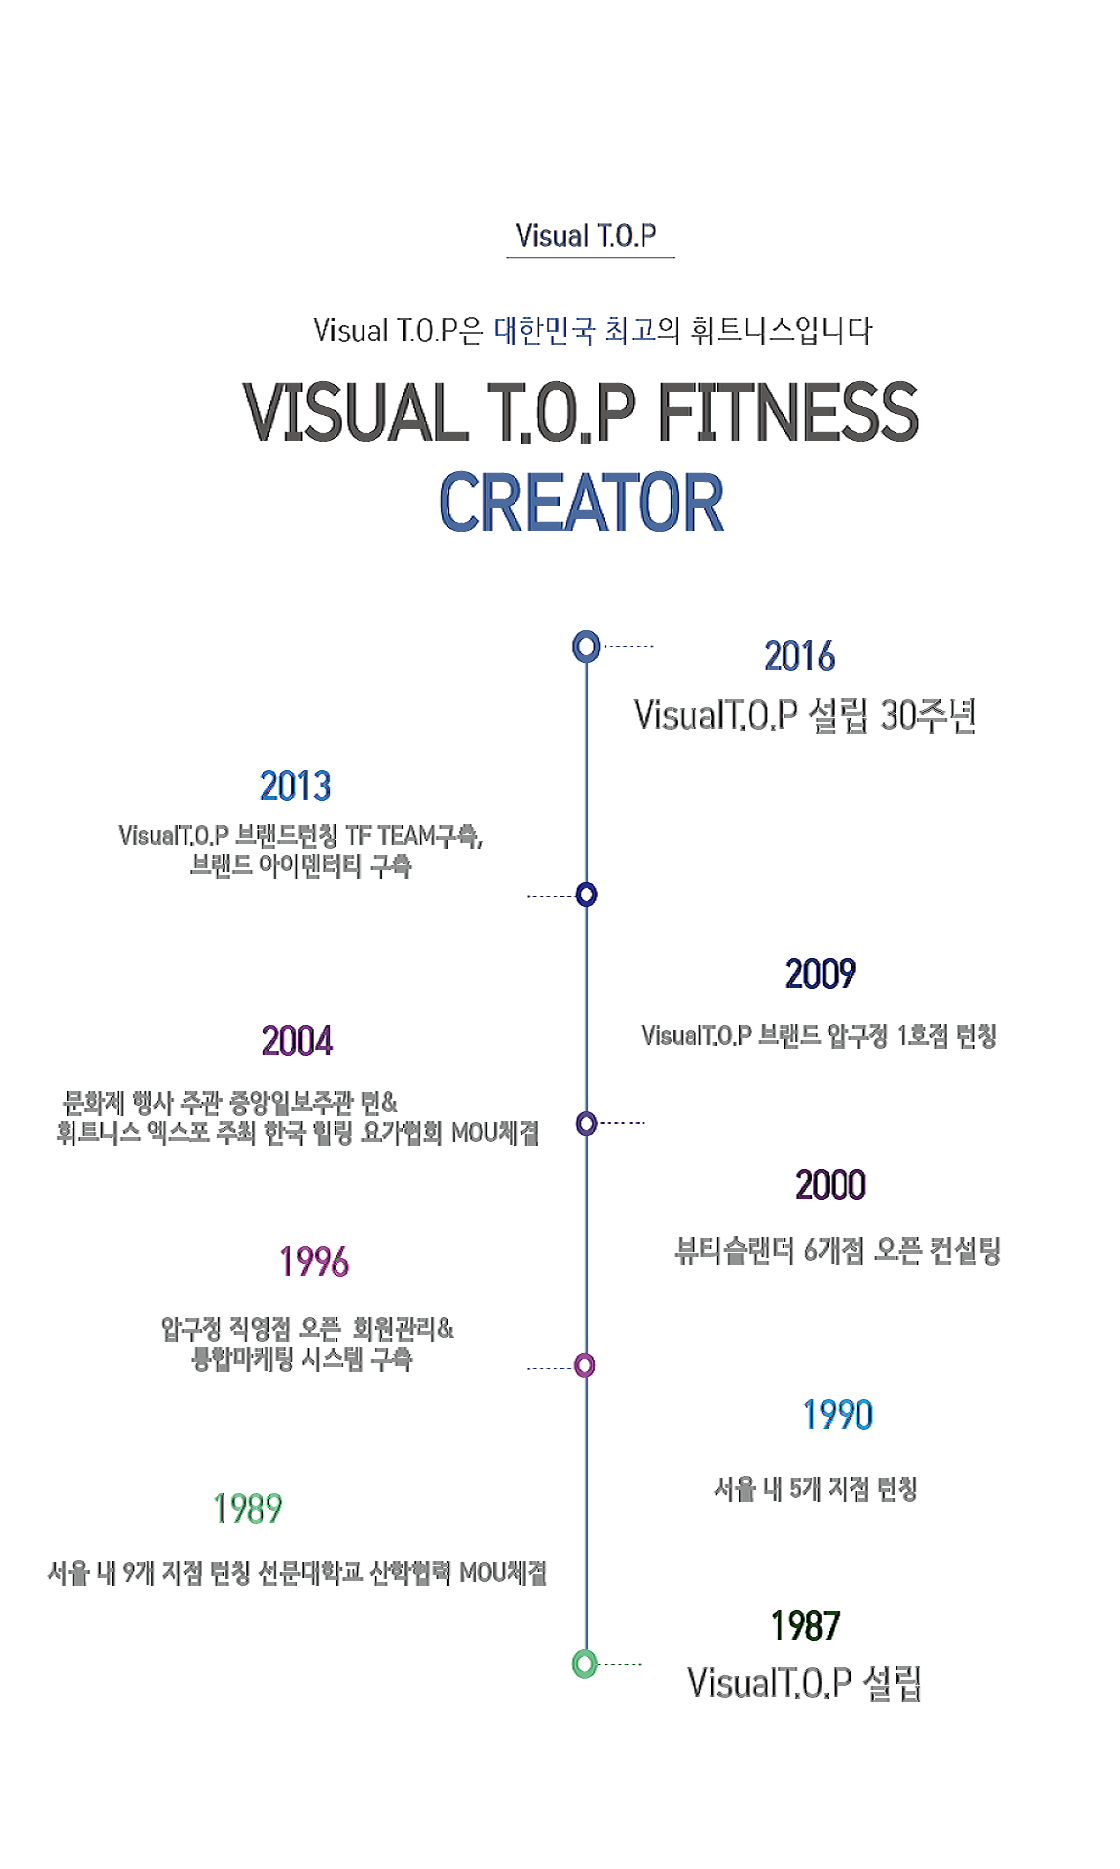 Visual T.O.P
Visual T.O.P은 대한민국 최고의 휘트니스입니다
VISUAL T.O.P FITNESS
CREATOR
2016
VisualT.O.P 설립 30주년
2013
VisualT.O.P 브랜드런칭 TF TEAM구축,
브랜드 아이덴터티 구축
2009
VisualT.O.P 브랜드 압구정 1호점 런칭
2004
문화제 행사 주관 중앙일보주관 런&
휘트니스 엑스포 주최 한국 힐링 요가협회 MOU체결
2000
뷰티슬랜더 6개점 오픈 컨설팅
1996
압구정 직영점 오픈 회원관리&
통합마케팅 시스템 구축
1990
서울 내 5개 지점 런칭
1989
서울 내 9개 지점 런칭 선문대학교 산학협력 MOU체결
1987
VisualT.O.P 설립